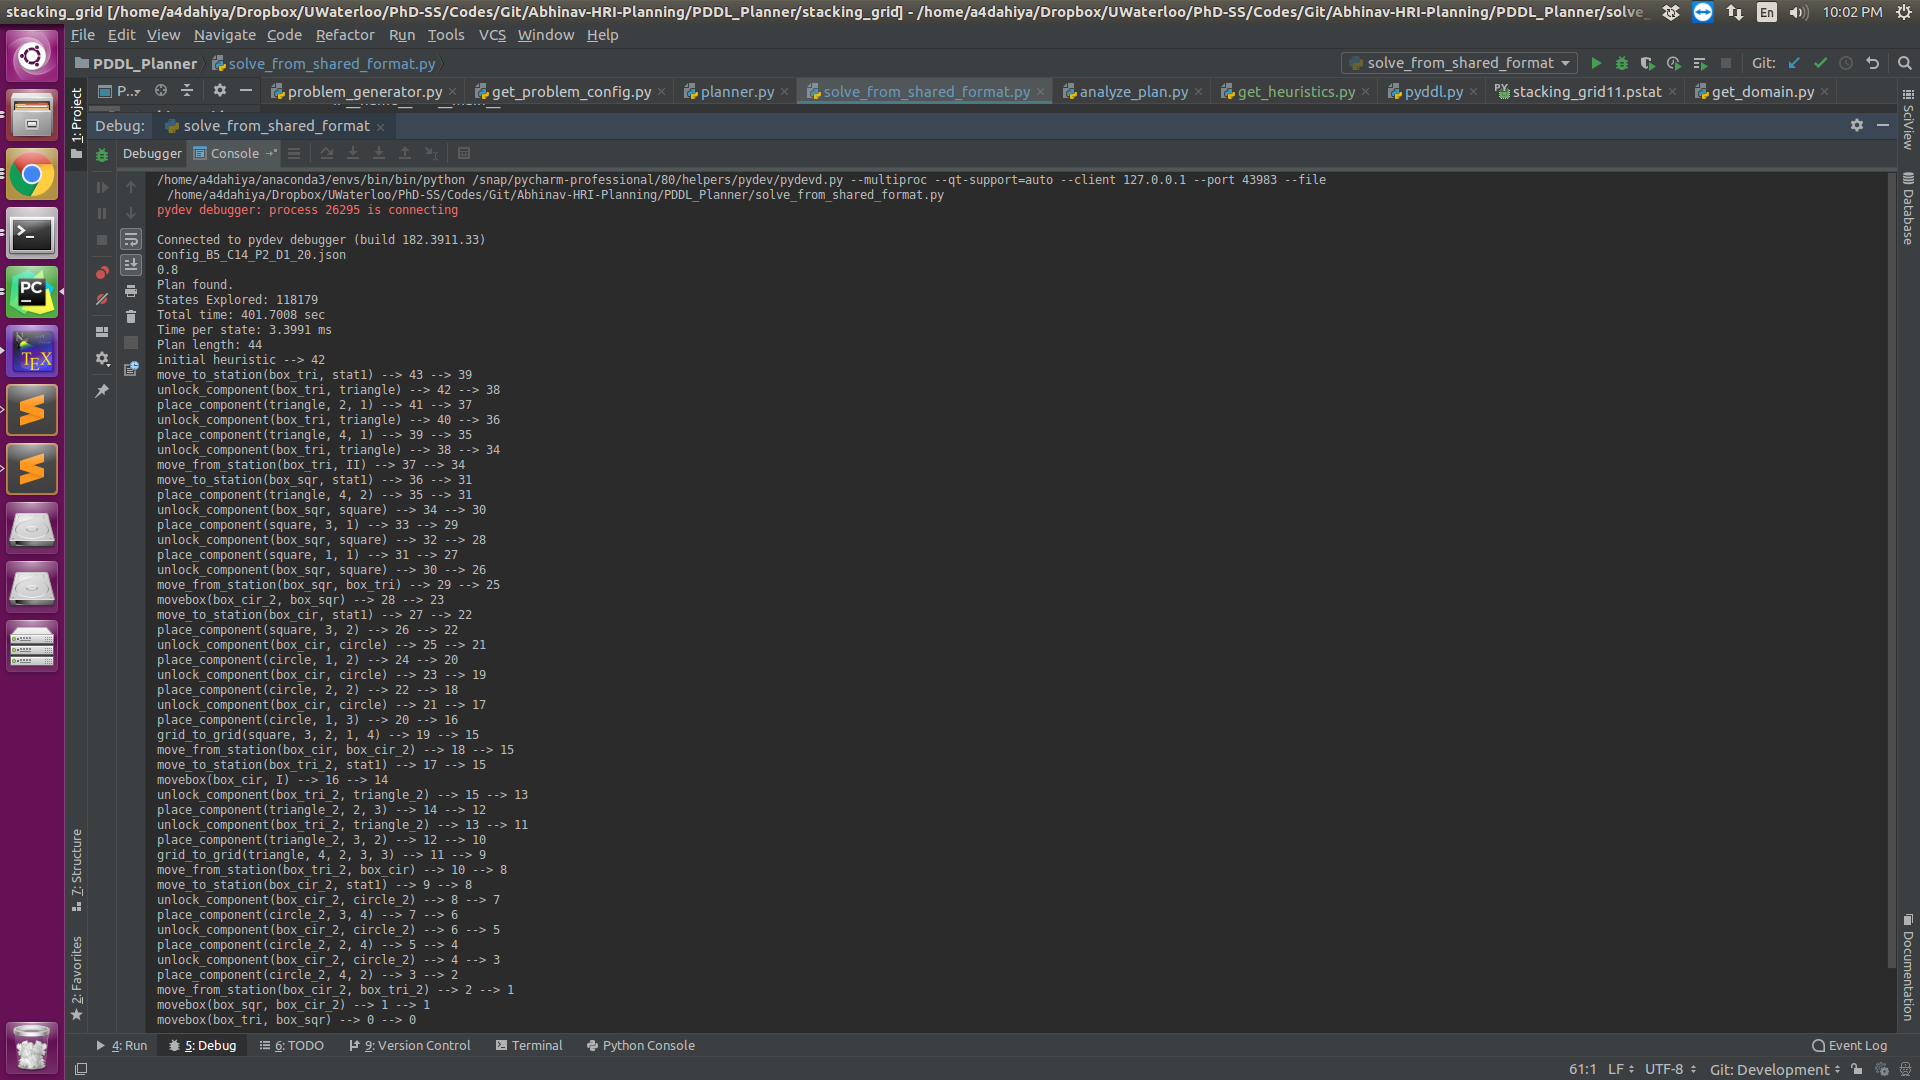 stacking_grid [/home/a4dahiya/Dropbox/UWaterloo/PhD-SS/Codes/Git/Abhinav-HRI-Planning/PDDL_Planner/stacking_grid] - /home/a4dahiya/Dropbox/UWaterloo/PhD-SS/Codes/Git/Abhinav-HRI-Planning/PDDL_Planner/solve_ En 10:02 PM
File Edit View Navigate Code Refactor Run Tools VCS Window Help
PDDL_Planner solve_from_shared_format.py solve_from_shared_format Git:
P... problem_generator.py get_problem_config.py planner.py solve_from_shared_format.py analyze_plan.py get_heuristics.py pyddl.py stacking_grid11.pstat get_domain.py
Debug: solve_from_shared_format
Debugger Console
/home/a4dahiya/anaconda3/envs/bin/bin/python /snap/pycharm-professional/80/helpers/pydev/pydevd.py --multiproc --qt-support=auto --client 127.0.0.1 --port 43983 --file
/home/a4dahiya/Dropbox/UWaterloo/PhD-SS/Codes/Git/Abhinav-HRI-Planning/PDDL_Planner/solve_from_shared_format.py
pydev debugger: process 26295 is connecting
Connected to pydev debugger (build 182.3911.33)
config_B5_C14_P2_D1_20.json
0.8
Plan found.
States Explored: 118179
Total time: 401.7008 sec
Time per state: 3.3991 ms
Plan length: 44
initial heuristic --> 42
move_to_station(box_tri, stat1) --> 43 --> 39
unlock_component(box_tri, triangle) --> 42 --> 38
place_component(triangle, 2, 1) --> 41 --> 37
unlock_component(box_tri, triangle) --> 40 --> 36
place_component(triangle, 4, 1) --> 39 --> 35
unlock_component(box_tri, triangle) --> 38 --> 34
move_from_station(box_tri, II) --> 37 --> 34
move_to_station(box_sqr, stat1) --> 36 --> 31
place_component(triangle, 4, 2) --> 35 --> 31
unlock_component(box_sqr, square) --> 34 --> 30
place_component(square, 3, 1) --> 33 --> 29
unlock_component(box_sqr, square) --> 32 --> 28
place_component(square, 1, 1) --> 31 --> 27
unlock_component(box_sqr, square) --> 30 --> 26
move_from_station(box_sqr, box_tri) --> 29 --> 25
movebox(box_cir_2, box_sqr) --> 28 --> 23
move_to_station(box_cir, stat1) --> 27 --> 22
place_component(square, 3, 2) --> 26 --> 22
unlock_component(box_cir, circle) --> 25 --> 21
place_component(circle, 1, 2) --> 24 --> 20
unlock_component(box_cir, circle) --> 23 --> 19
place_component(circle, 2, 2) --> 22 --> 18
unlock_component(box_cir, circle) --> 21 --> 17
place_component(circle, 1, 3) --> 20 --> 16
grid_to_grid(square, 3, 2, 1, 4) --> 19 --> 15
move_from_station(box_cir, box_cir_2) --> 18 --> 15
move_to_station(box_tri_2, stat1) --> 17 --> 15
movebox(box_cir, I) --> 16 --> 14
unlock_component(box_tri_2, triangle_2) --> 15 --> 13
place_component(triangle_2, 2, 3) --> 14 --> 12
unlock_component(box_tri_2, triangle_2) --> 13 --> 11
place_component(triangle_2, 3, 2) --> 12 --> 10
grid_to_grid(triangle, 4, 2, 3, 3) --> 11 --> 9
move_from_station(box_tri_2, box_cir) --> 10 --> 8
move_to_station(box_cir_2, stat1) --> 9 --> 8
unlock_component(box_cir_2, circle_2) --> 8 --> 7
place_component(circle_2, 3, 4) --> 7 --> 6
unlock_component(box_cir_2, circle_2) --> 6 --> 5
place_component(circle_2, 2, 4) --> 5 --> 4
unlock_component(box_cir_2, circle_2) --> 4 --> 3
place_component(circle_2, 4, 2) --> 3 --> 2
move_from_station(box_cir_2, box_tri_2) --> 2 --> 1
movebox(box_sqr, box_cir_2) --> 1 --> 1
movebox(box_tri, box_sqr) --> 0 --> 0
1: Project
7: Structure
2: Favorites
SciView
Database
Documentation
PC
TEX
4: Run 5: Debug 6: TODO 9: Version Control Terminal Python Console Event Log
61:1 LF UTF-8 Git: Development